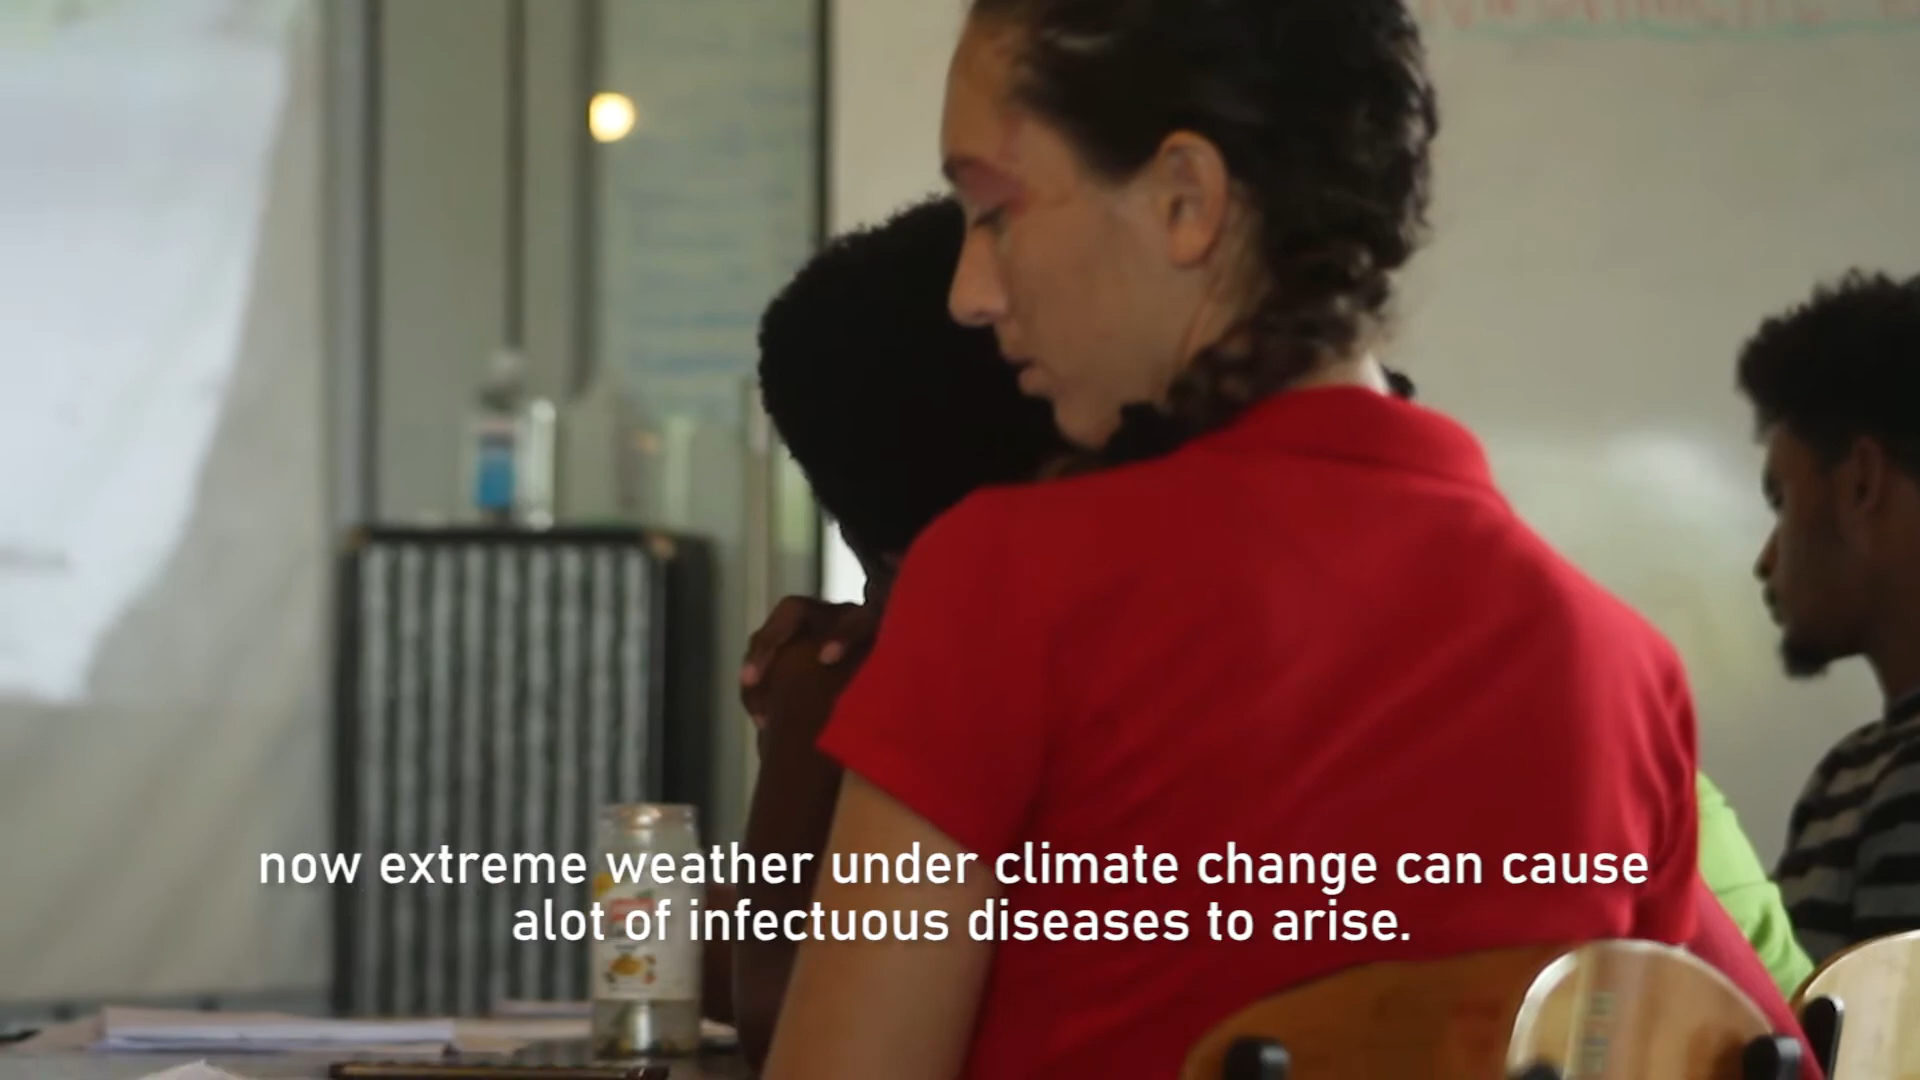 now extreme weather under climate change can cause
alot of infectuous diseases to arise.